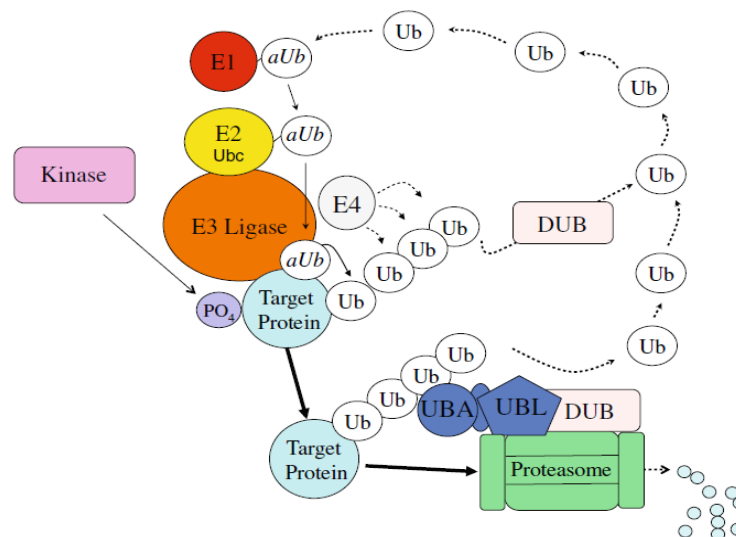 Ub
Ub
E1
aUb
Ub
Ub
E2
Ubc
aUb
Kinase
E3 Ligase
E4
Ub
Ub
DUB
Ub
Ub
aUb
Ub
Ub
PO4
Target
Protein
Ub
Ub
Ub
Ub
Ub
UBA
UBL
DUB
Target
Protein
Proteasome